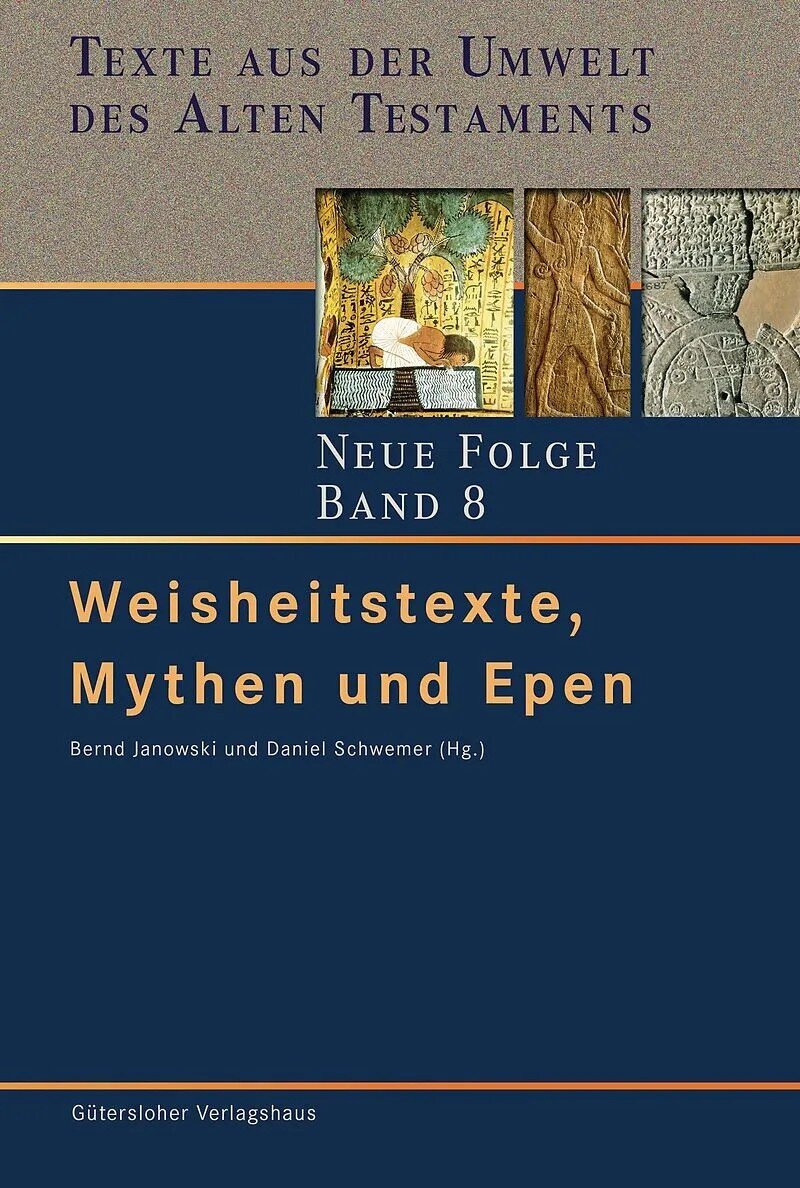 TEXTE AUS DER UMWELT
DES ALTEN TESTAMENTS
687
NEUE FOLGE
BAND 8
Weisheitstexte,
Mythen und Epen
Bernd Janowski und Daniel Schwemer (Hg.)
Gütersloher Verlagshaus